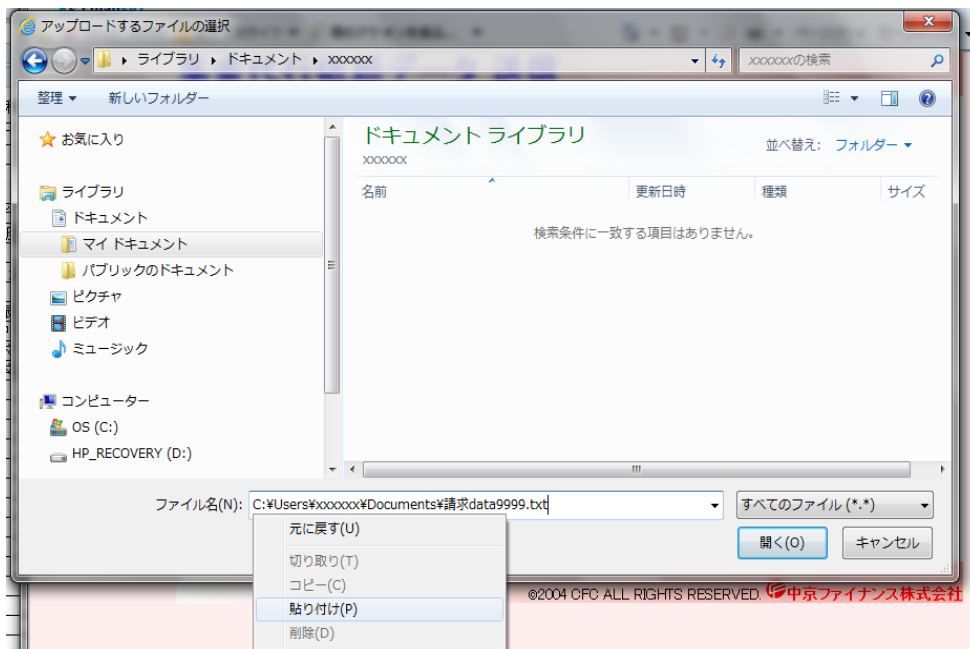 アップロードするファイルの選択
ライブラリ ▸ ドキュメント ▸ xxxxxx
xxxxxxxの検索
整理 ▼ 新しいフォルダー
お気に入り
ライブラリ
ドキュメント
マイ ドキュメント
パブリックのドキュメント
ピクチャ
ビデオ
ミュージック
コンピューター
OS (C:)
HP_RECOVERY (D:)
ドキュメント ライブラリ
xxxxxxx
並べ替え: フォルダー ▼
名前 更新日時 種類 サイズ
検索条件に一致する項目はありません。
ファイル名(N): C:¥Users¥xxxxxx¥Documents¥請求data9999.txt
すべてのファイル (*.*)
開く(O) キャンセル
元に戻す(U)
切り取り(T)
コピー(C)
貼り付け(P)
削除(D)
©2004 CFC ALL RIGHTS RESERVED. 中京ファイナンス株式会社